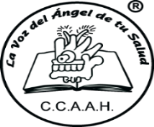 La Voz del Ángel de tu Salud
®
C.C.A.A.H.